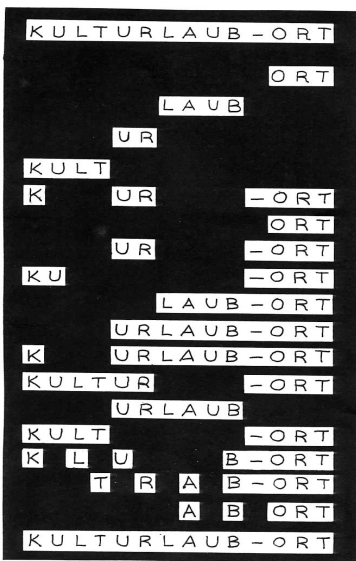 KULTURLAUB-ORT
ORT
LAUB
UR
KULT
K UR -ORT
ORT
UR -ORT
KU -ORT
LAUB-ORT
URLAUB-ORT
K URLAUB-ORT
KULTUR -ORT
URLAUB
KULT -ORT
K L U B-ORT
T R A B-ORT
A B ORT
KULTURLAUB-ORT